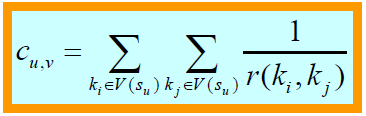 c_{u,v} = \sum_{k_i \in V(s_u)} \sum_{k_j \in V(s_u)} \frac{1}{r(k_i, k_j)}